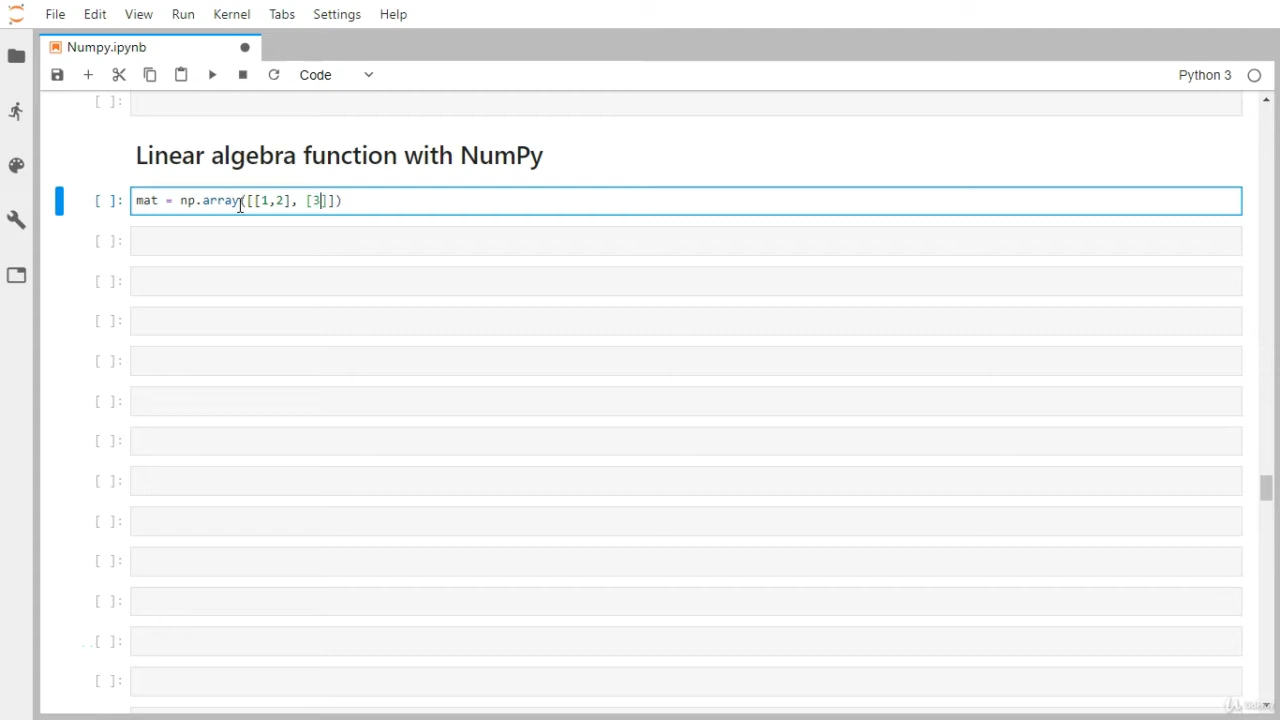 File Edit View Run Kernel Tabs Settings Help
Numpy.ipynb
Code Python 3
[ ]:
Linear algebra function with NumPy
[ ]: mat = np.array([[1,2], [3]])
[ ]:
[ ]:
[ ]:
[ ]:
[ ]:
[ ]:
[ ]:
[ ]:
[ ]:
[ ]:
[ ]:
[ ]: